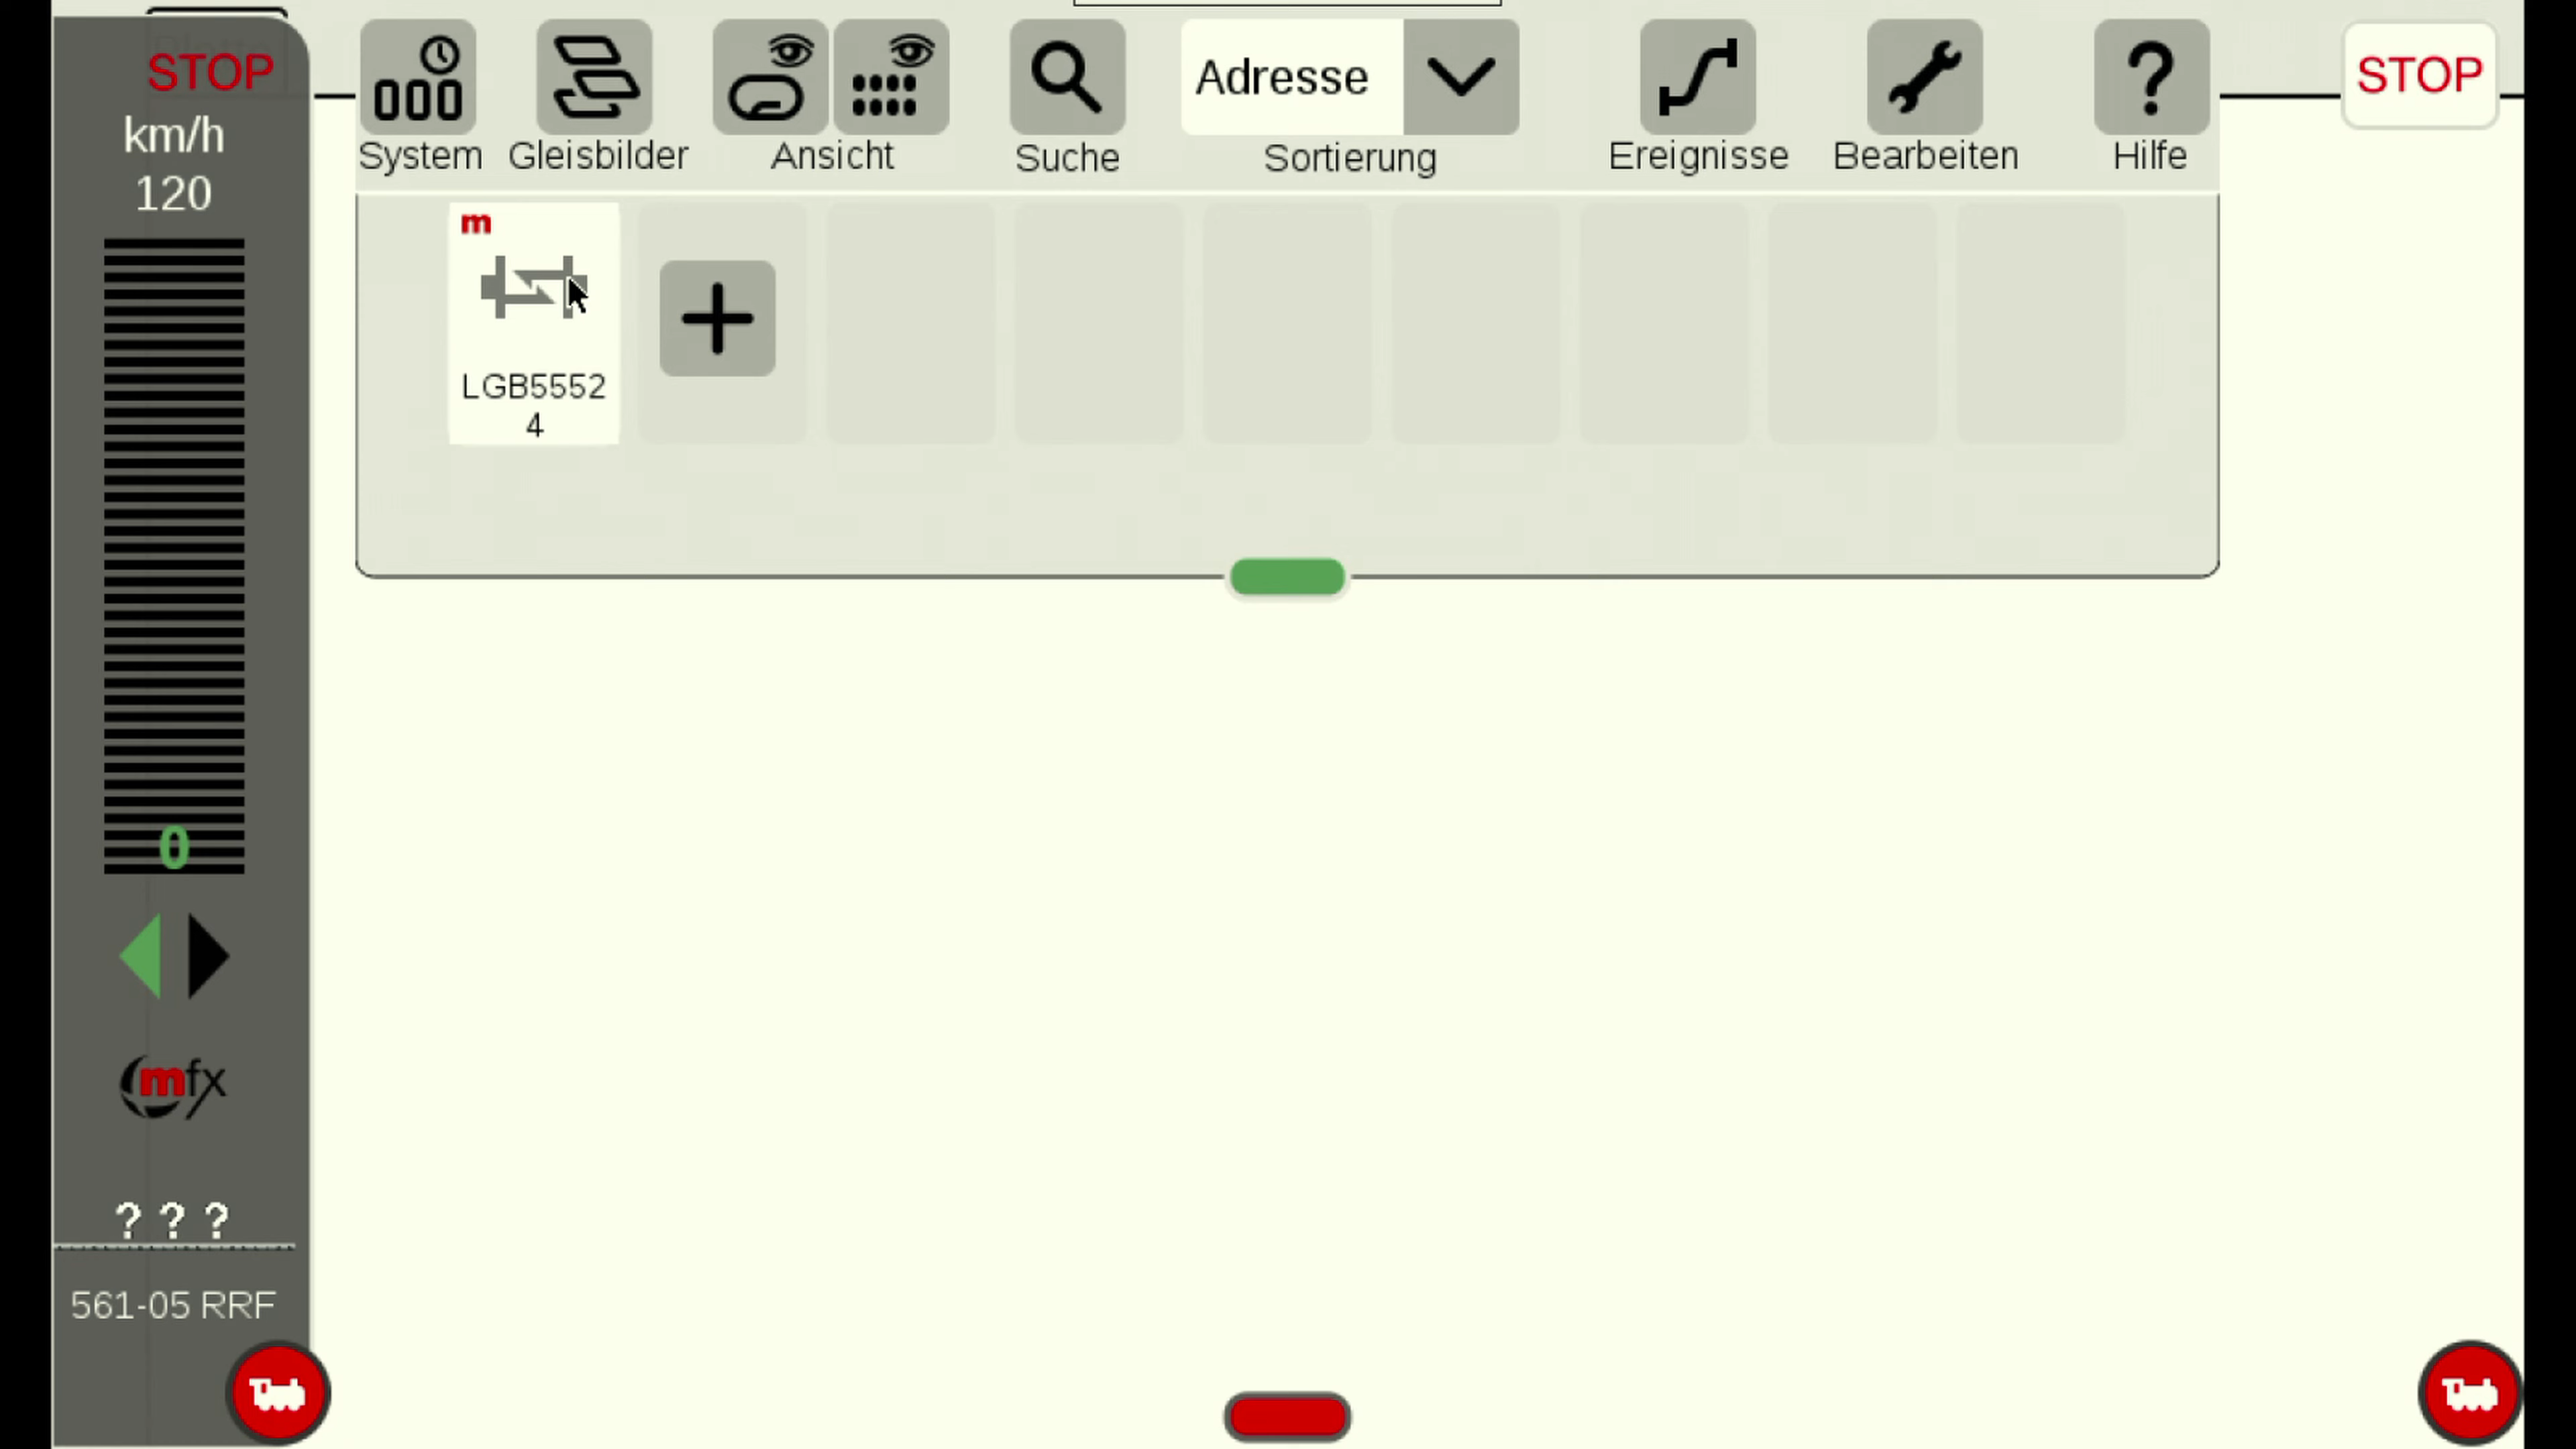 STOP
km/h
120
0
mfx
? ? ?
561-05 RRF
System
Gleisbilder
Ansicht
Suche
Adresse
Sortierung
Ereignisse
Bearbeiten
?
Hilfe
STOP
m
LGB5552
4